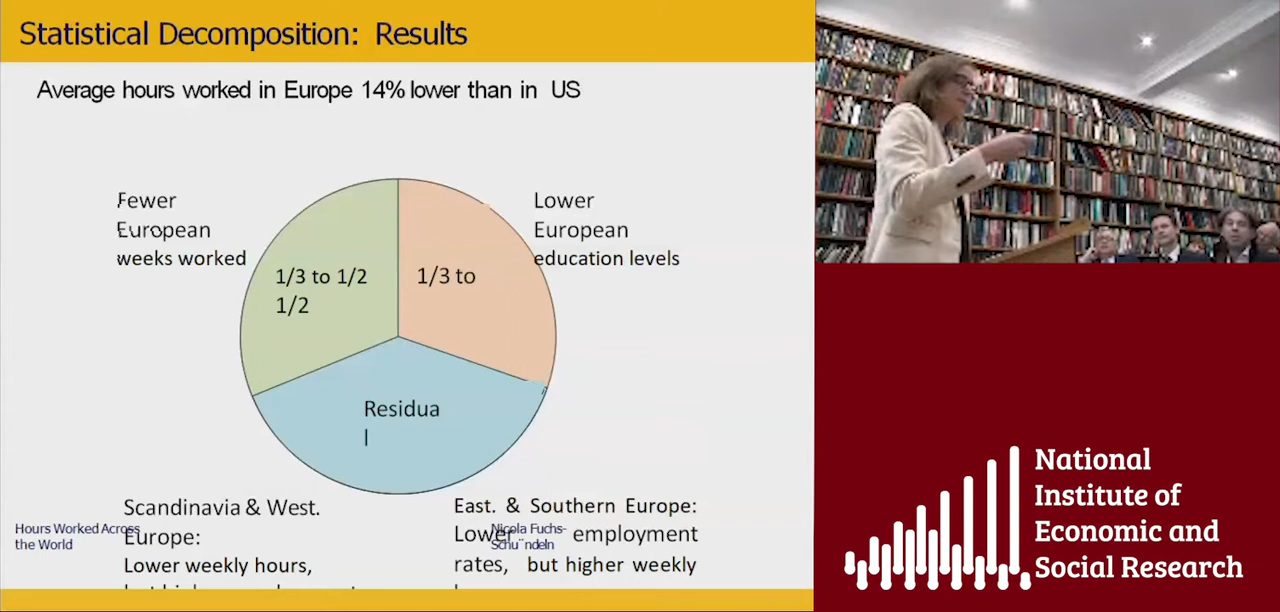 Statistical Decomposition: Results
Average hours worked in Europe 14% lower than in US
Fewer
European
weeks worked
Lower
European
education levels
1/3 to 1/2
1/2
1/3 to
Residua
l
Scandinavia & West.
Europe:
Lower weekly hours,
East. & Southern Europe:
Lower employment
rates, but higher weekly
Hours Worked Across
the World
Nicola Fuchs-
Schu¨ndeln
National
Institute of
Economic and
Social Research